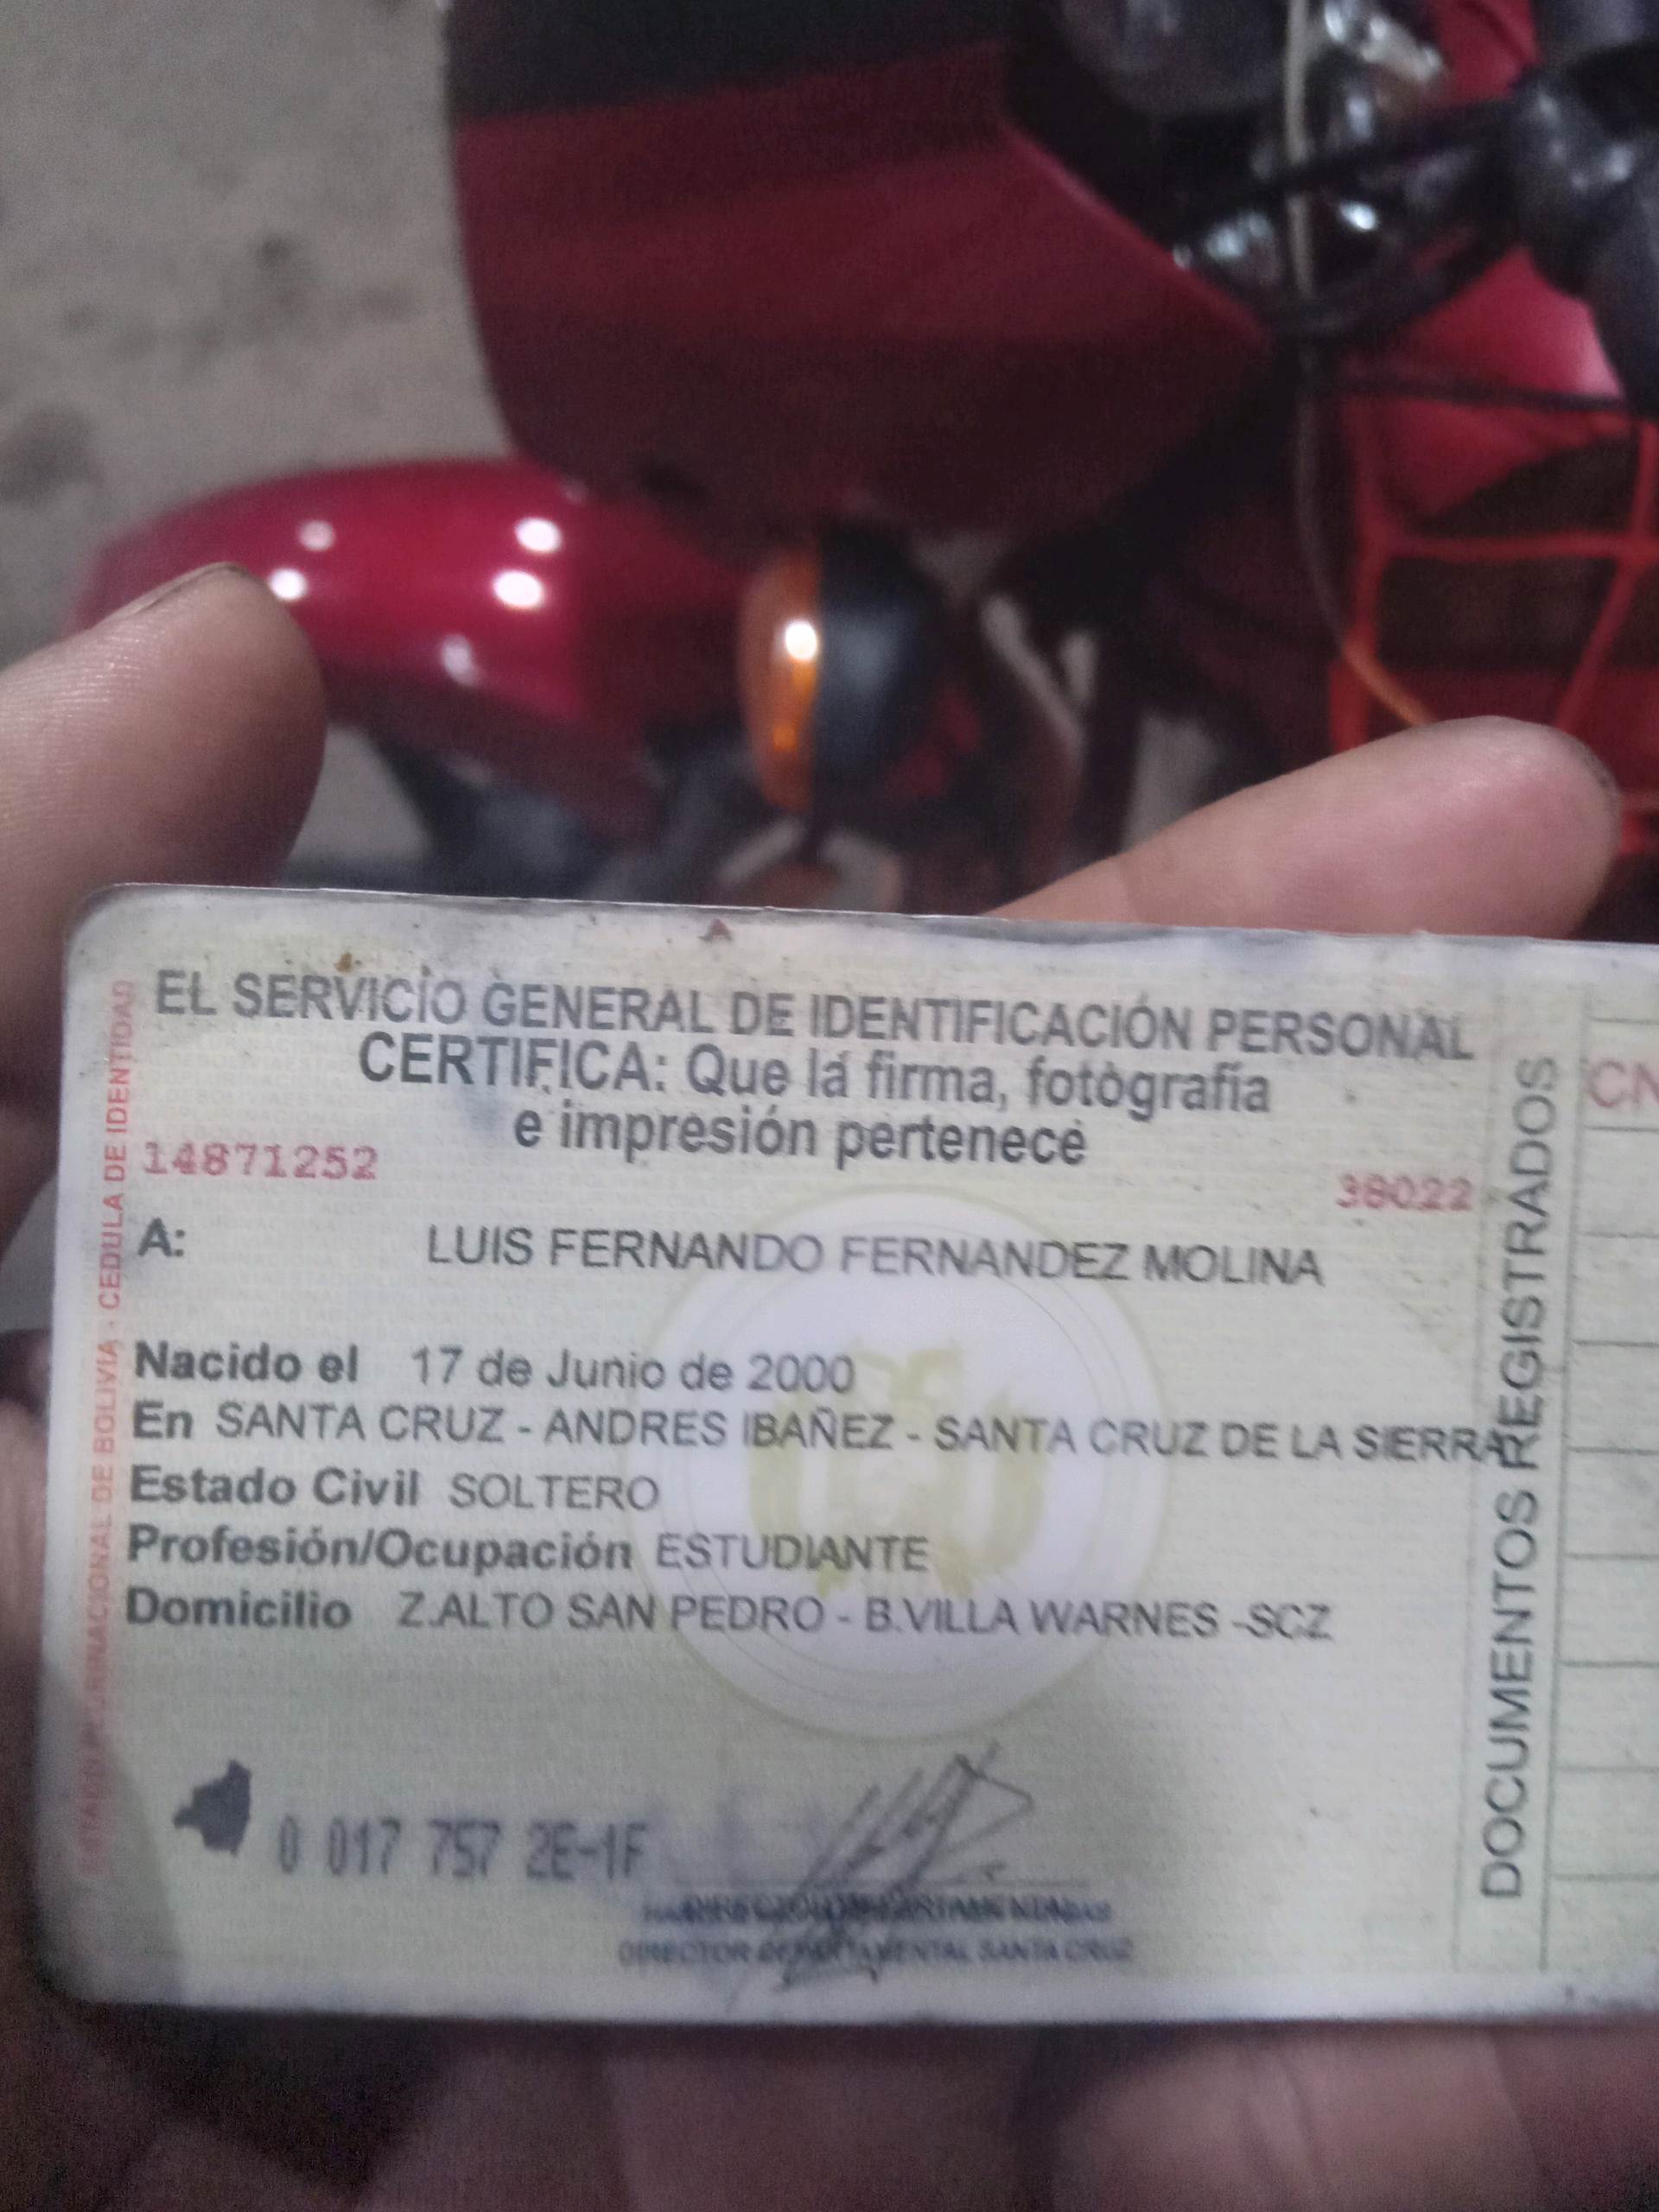 EL SERVICIO GENERAL DE IDENTIFICACIÓN PERSONAL
CERTIFICA: Que la firma, fotografía
e impresión pertenece
14871252
38022
A: LUIS FERNANDO FERNANDEZ MOLINA
Nacido el 17 de Junio de 2000
En SANTA CRUZ - ANDRES IBAÑEZ - SANTA CRUZ DE LA SIERRA
Estado Civil SOLTERO
Profesión/Ocupación ESTUDIANTE
Domicilio Z.ALTO SAN PEDRO - B.VILLA WARNES -SCZ
0 017 757 2E-1F
DIRECTOR DEPARTAMENTAL SANTA CRUZ
ESTADO PLURINACIONAL DE BOLIVIA - CEDULA DE IDENTIDAD
DOCUMENTOS REGISTRADOS
CN